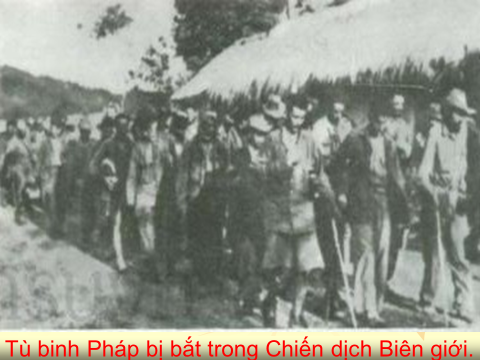 Tù binh Pháp bị bắt trong Chiến dịch Biên giới.